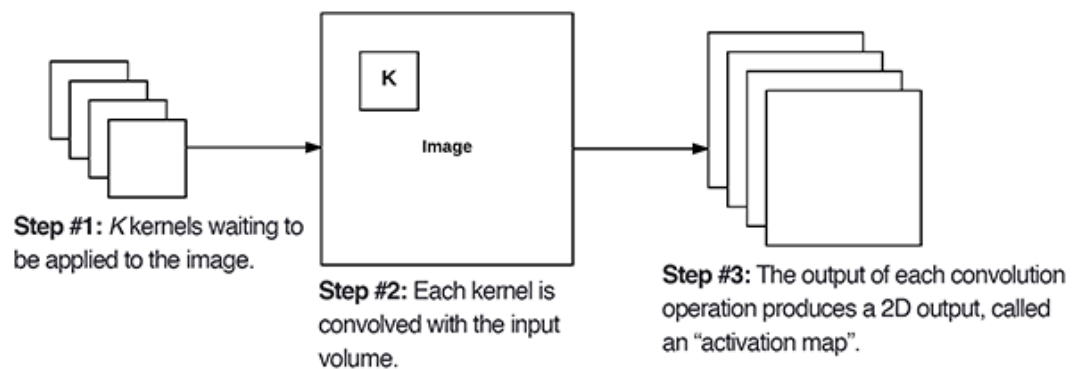 K
Image
Step #1: K kernels waiting to
be applied to the image.
Step #2: Each kernel is
convolved with the input
volume.
Step #3: The output of each convolution
operation produces a 2D output, called
an “activation map”.